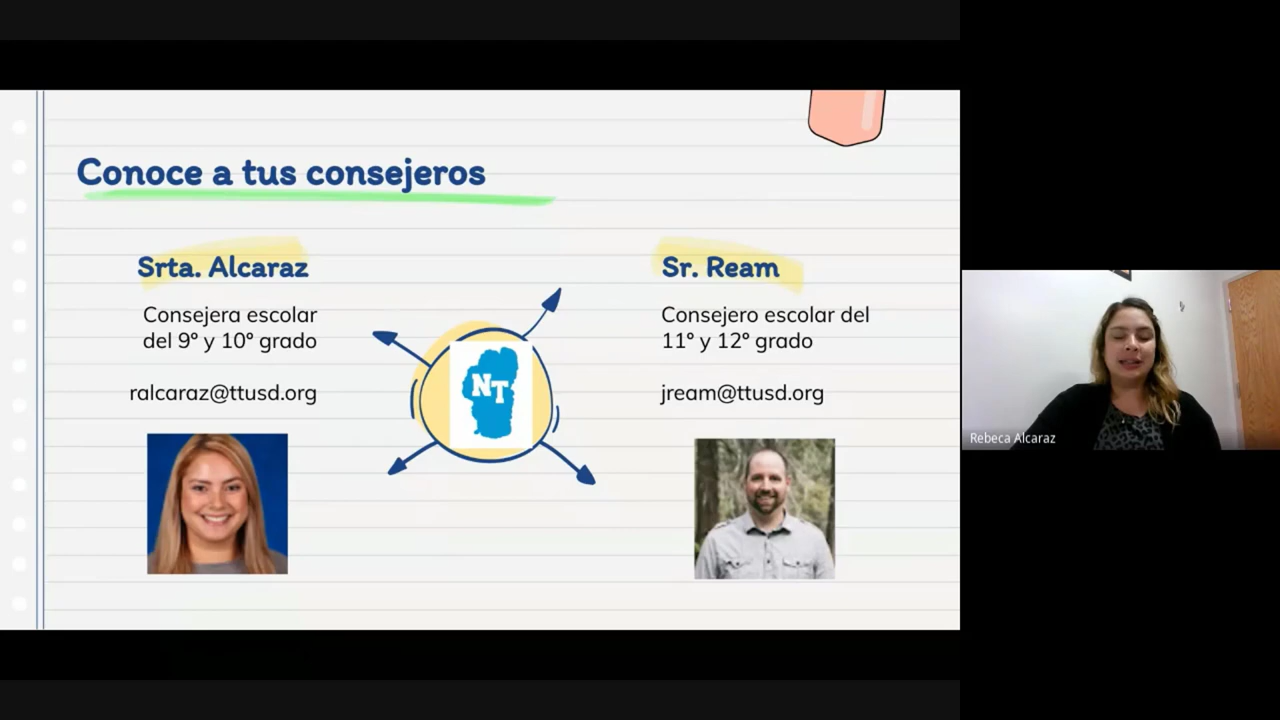 Conoce a tus consejeros
Srta. Alcaraz
Consejera escolar
del 9º y 10º grado
ralcaraz@ttusd.org
NT
Sr. Ream
Consejero escolar del
11º y 12º grado
jream@ttusd.org
Rebeca Alcaraz